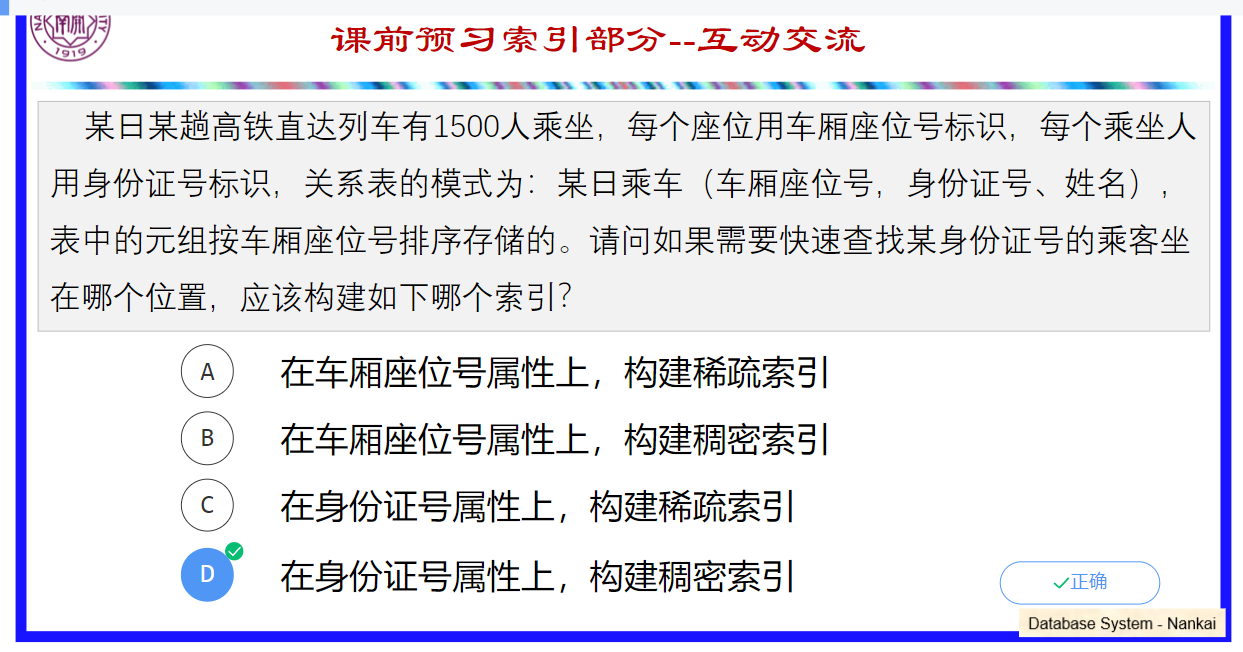 1919
课前预习索引部分--互动交流
某日某趟高铁直达列车有1500人乘坐，每个座位用车厢座位号标识，每个乘坐人
用身份证号标识，关系表的模式为：某日乘车（车厢座位号，身份证号、姓名），
表中的元组按车厢座位号排序存储的。请问如果需要快速查找某身份证号的乘客坐
在哪个位置，应该构建如下哪个索引？
A 在车厢座位号属性上，构建稀疏索引
B 在车厢座位号属性上，构建稠密索引
C 在身份证号属性上，构建稀疏索引
D 在身份证号属性上，构建稠密索引
正确
Database System - Nankai